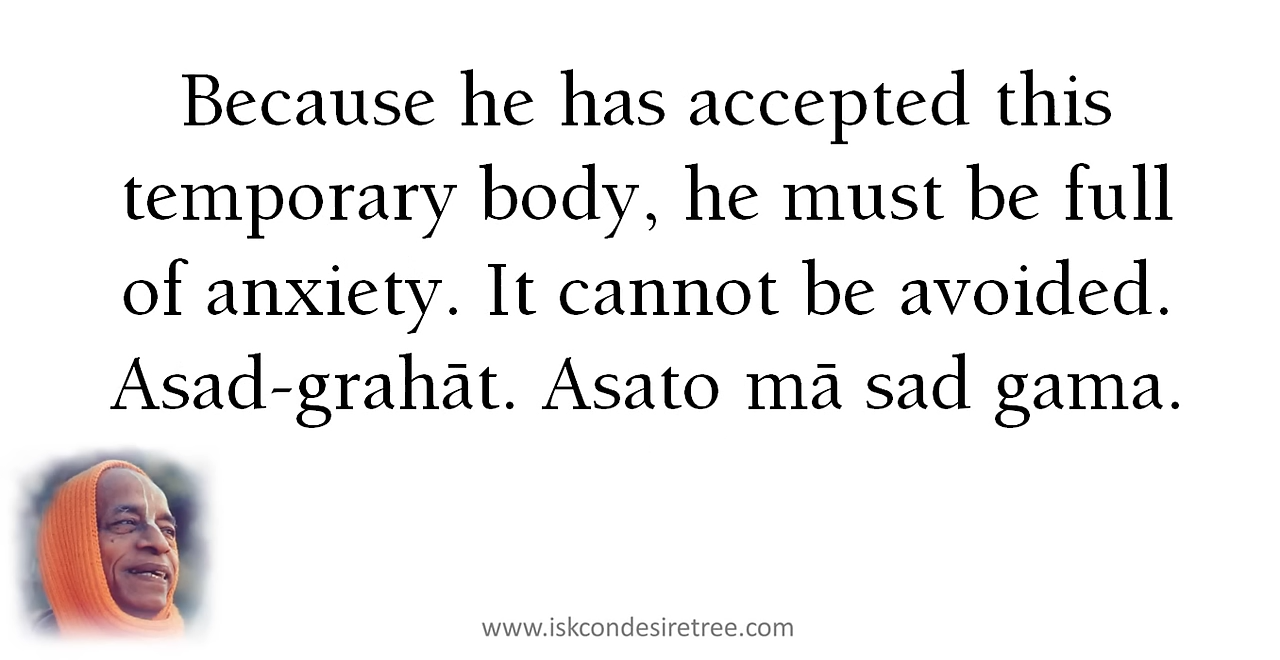 Because he has accepted this
temporary body, he must be full
of anxiety. It cannot be avoided.
Asad-grahāt. Asato mā sad gama.
www.iskcondesiretree.com